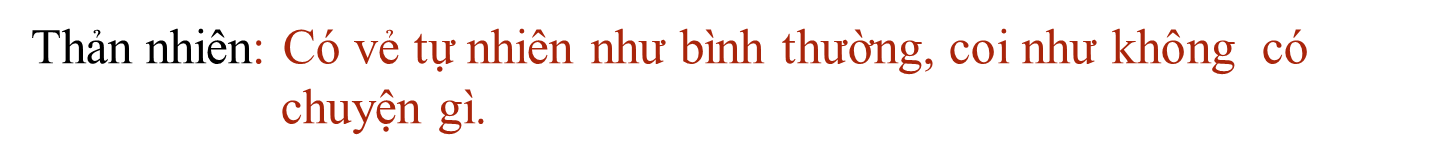 Thản nhiên: Có vẻ tự nhiên như bình thường, coi như không có
chuyện gì.